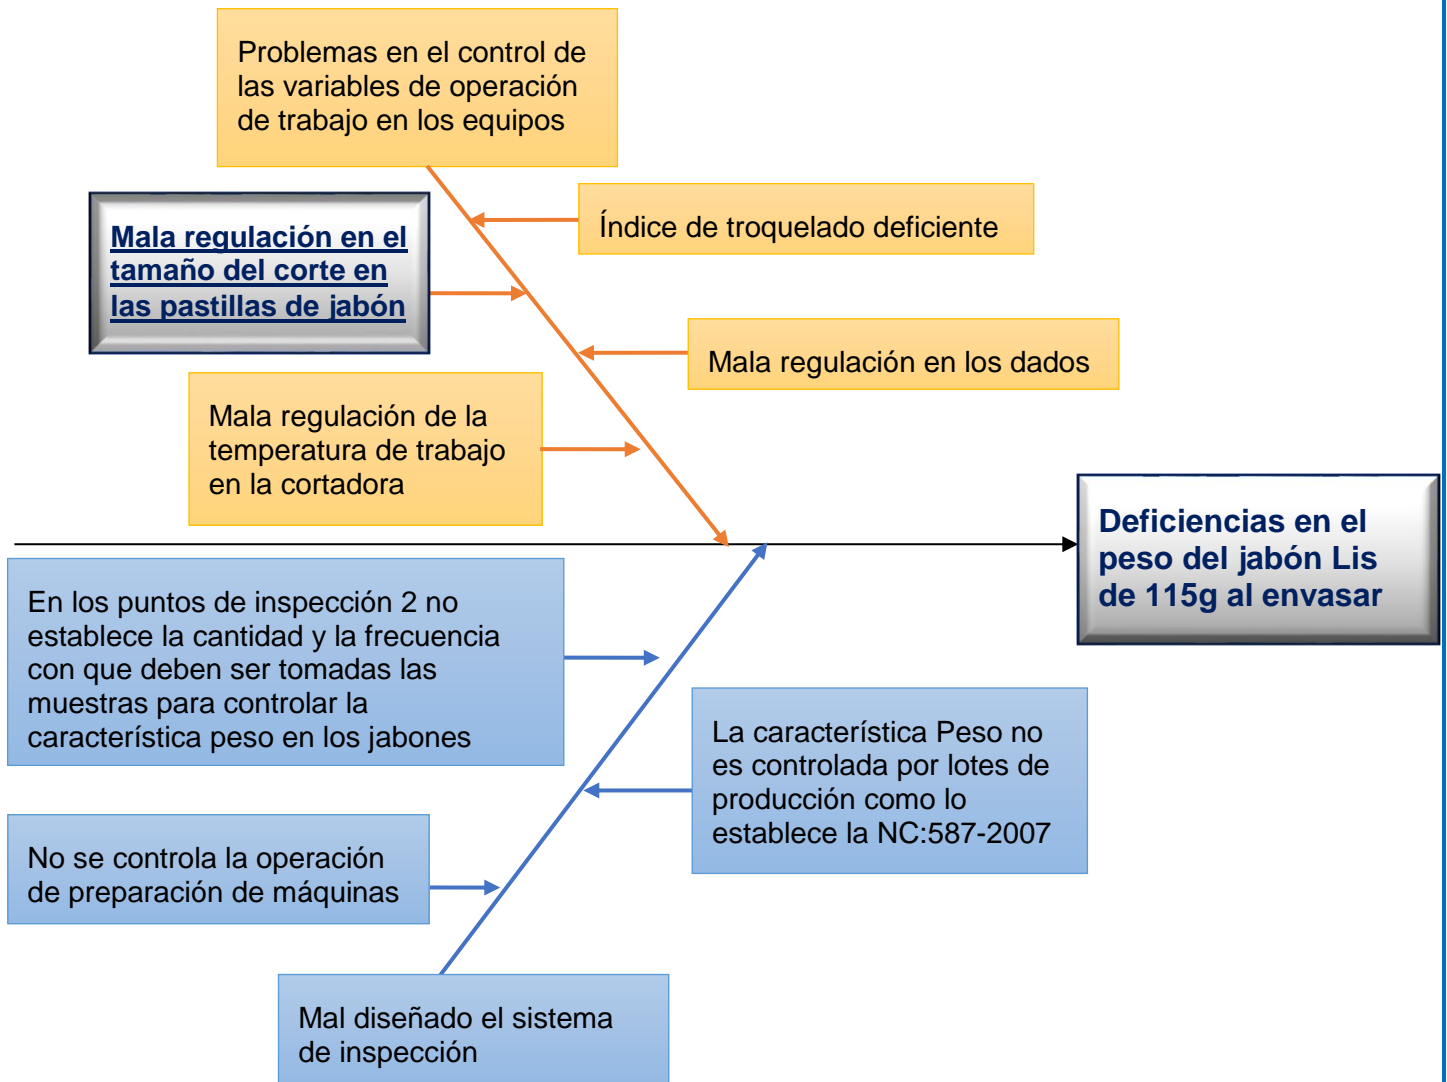 Problemas en el control de
las variables de operación
de trabajo en los equipos
Índice de troquelado deficiente
Mala regulación en el
tamaño del corte en
las pastillas de jabón
Mala regulación en los dados
Mala regulación de la
temperatura de trabajo
en la cortadora
Deficiencias en el
peso del jabón Lis
de 115g al envasar
En los puntos de inspección 2 no
establece la cantidad y la frecuencia
con que deben ser tomadas las
muestras para controlar la
característica peso en los jabones
La característica Peso no
es controlada por lotes de
producción como lo
establece la NC:587-2007
No se controla la operación
de preparación de máquinas
Mal diseñado el sistema
de inspección